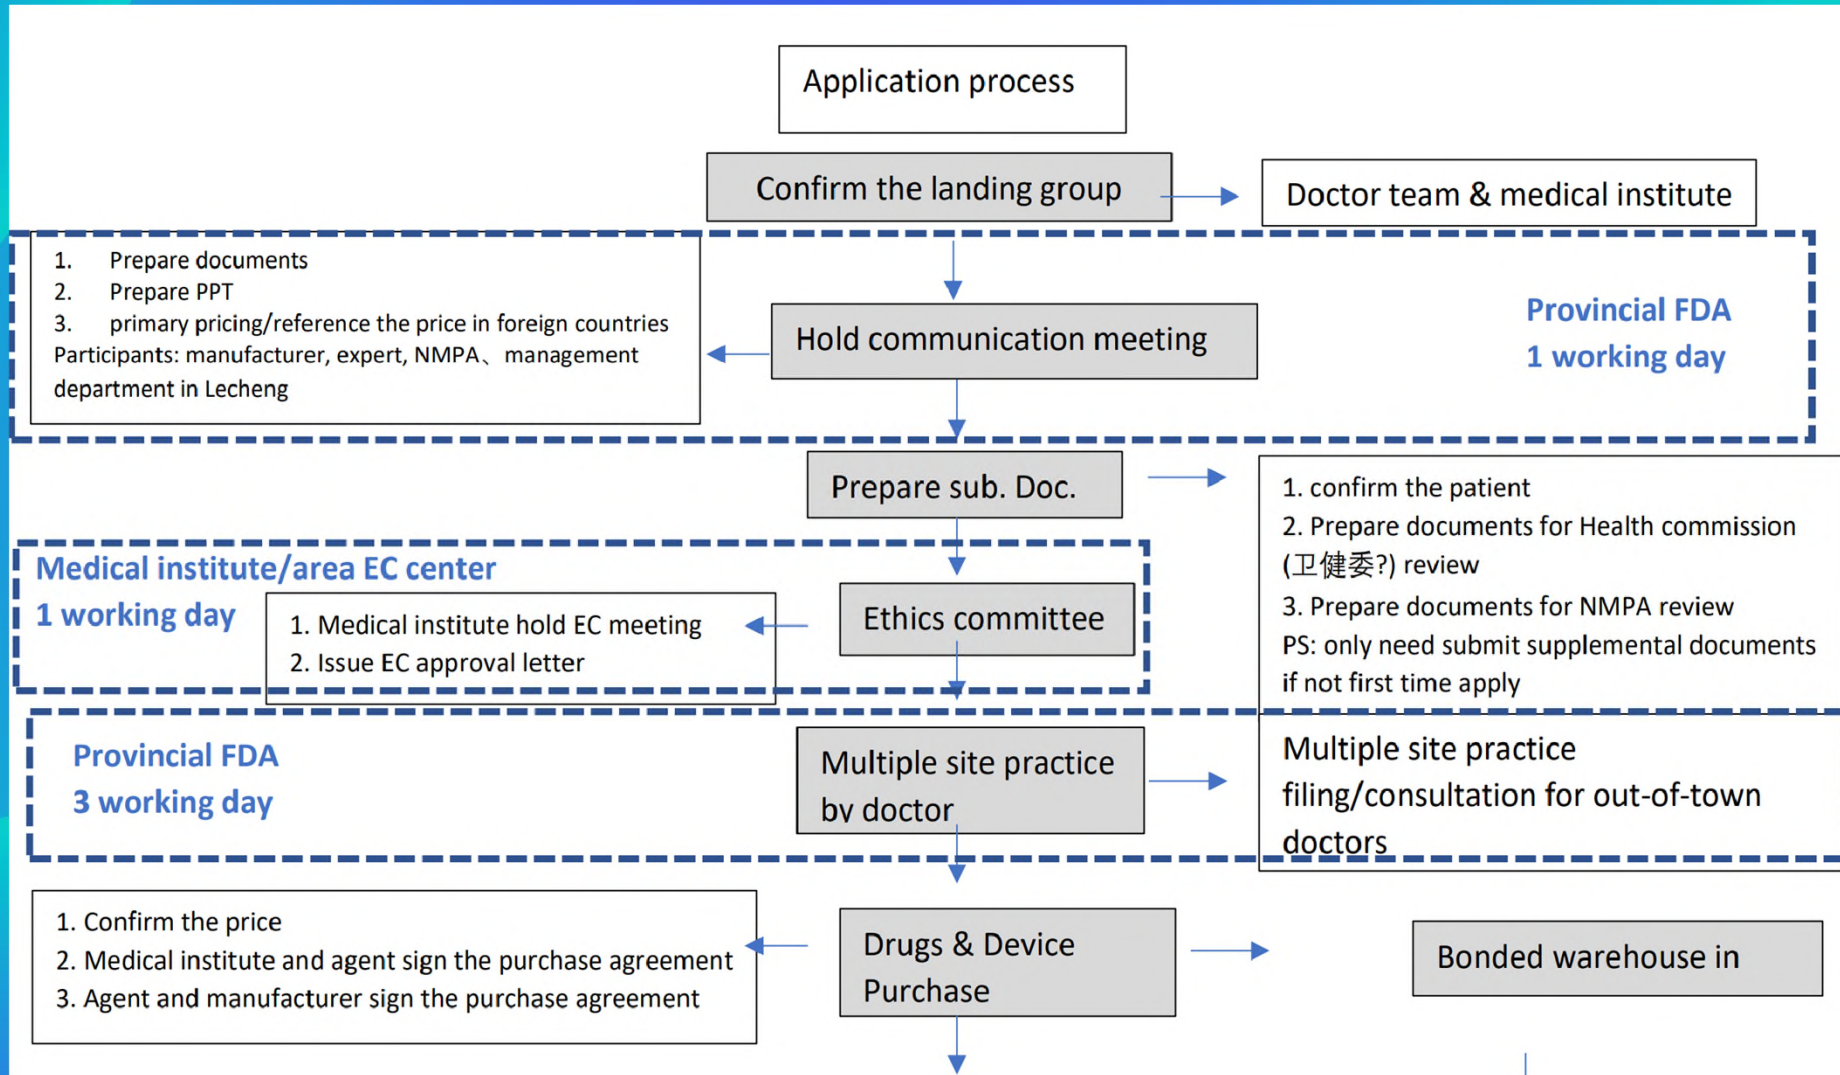 Application process
Confirm the landing group
Doctor team & medical institute
1. Prepare documents
2. Prepare PPT
3. primary pricing/reference the price in foreign countries
Participants: manufacturer, expert, NMPA、management
department in Lecheng
Hold communication meeting
Provincial FDA
1 working day
Prepare sub. Doc.
1. confirm the patient
2. Prepare documents for Health commission
(卫健委?) review
3. Prepare documents for NMPA review
PS: only need submit supplemental documents
if not first time apply
Medical institute/area EC center
1 working day
1. Medical institute hold EC meeting
2. Issue EC approval letter
Ethics committee
Provincial FDA
3 working day
Multiple site practice
by doctor
Multiple site practice
filing/consultation for out-of-town
doctors
1. Confirm the price
2. Medical institute and agent sign the purchase agreement
3. Agent and manufacturer sign the purchase agreement
Drugs & Device
Purchase
Bonded warehouse in